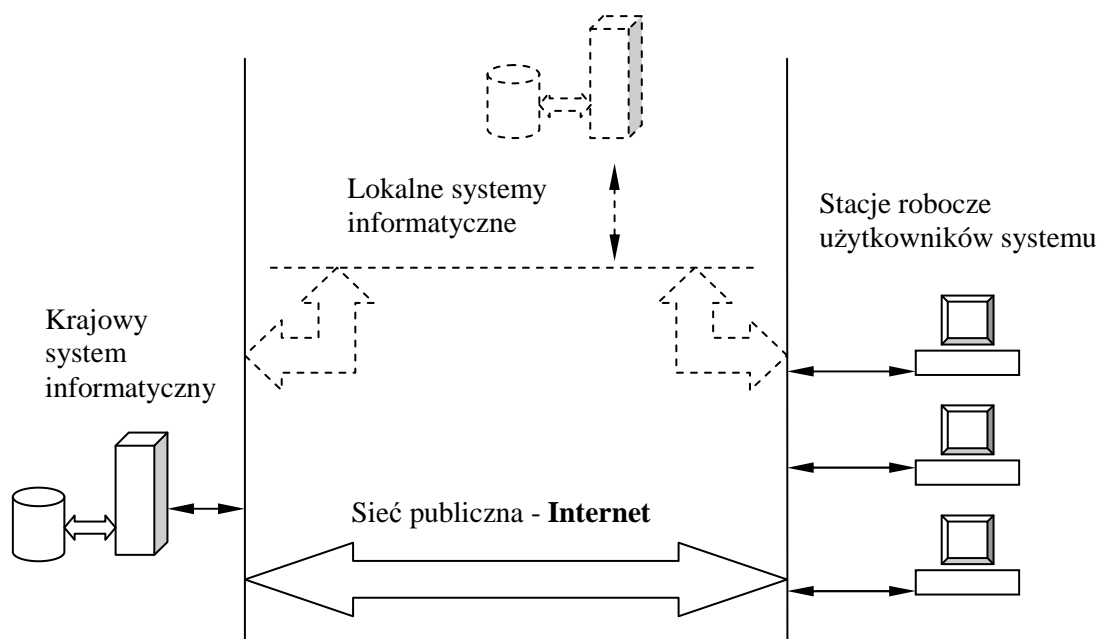 Lokalne systemy
informatyczne
Stacje robocze
użytkowników systemu
Krajowy
system
informatyczny
Sieć publiczna - Internet